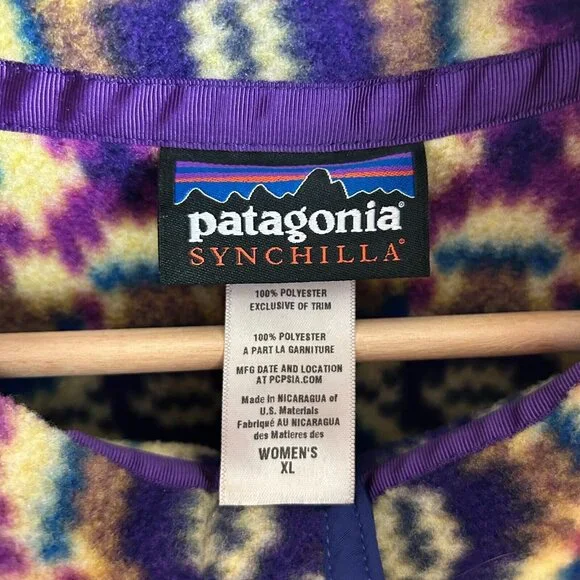 patagonia®
SYNCHILLA®
100% POLYESTER
EXCLUSIVE OF TRIM
100% POLYESTER
A PART LA GARNITURE
MFG DATE AND LOCATION
AT PCPSIA.COM
Made in NICARAGUA of
U.S. Materials
Fabriqué AU NICARAGUA
des Matieres des
WOMEN'S
XL